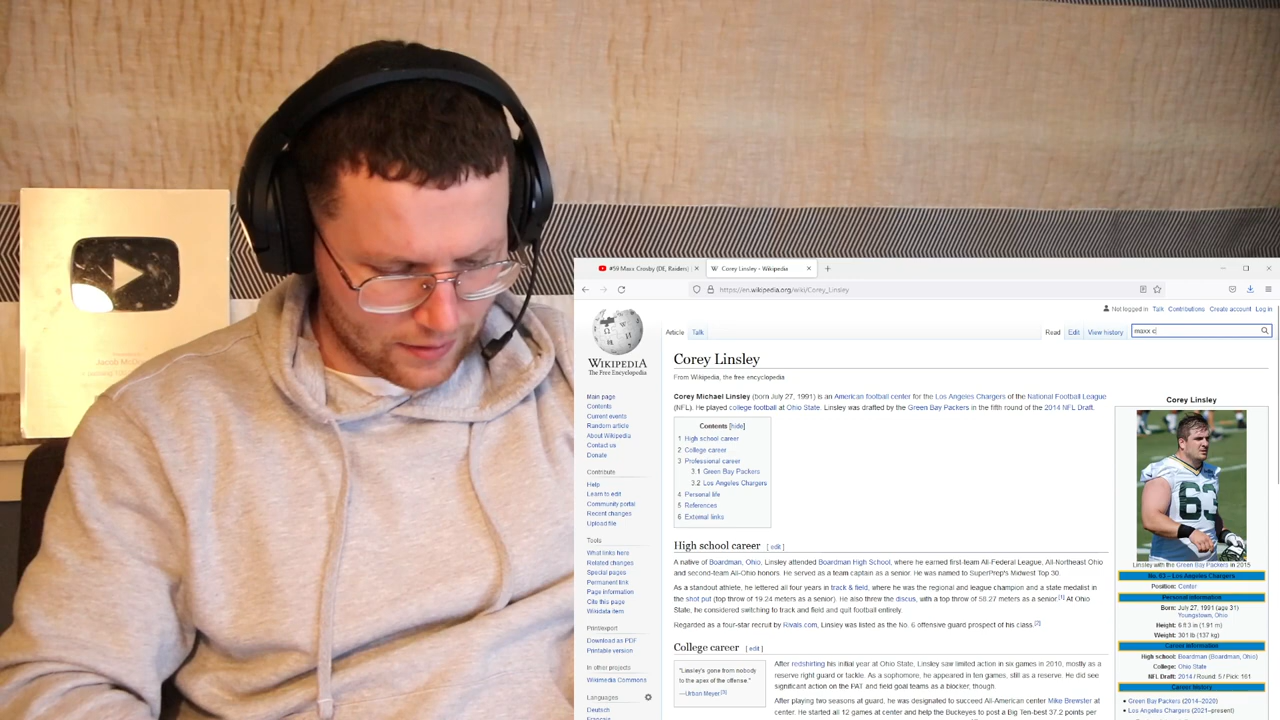 Jacob McD
#59 Maxx Crosby (DE, Raiders)
Corey Linsley - Wikipedia
https://en.wikipedia.org/wiki/Corey_Linsley
Not logged in Talk Contributions Create account Log in
Article Talk Read Edit View history
maxx c
WIKIPEDIA
The Free Encyclopedia
Main page
Contents
Current events
Random article
About Wikipedia
Contact us
Donate
Contribute
Help
Learn to edit
Community portal
Recent changes
Upload file
Tools
What links here
Related changes
Special pages
Permanent link
Page information
Cite this page
Wikidata item
Print/export
Download as PDF
Printable version
In other projects
Wikimedia Commons
Languages
Deutsch
Français
Corey Linsley
From Wikipedia, the free encyclopedia
Corey Michael Linsley (born July 27, 1991) is an American football center for the Los Angeles Chargers of the National Football League
(NFL). He played college football at Ohio State. Linsley was drafted by the Green Bay Packers in the fifth round of the 2014 NFL Draft.
Contents [hide]
1 High school career
2 College career
3 Professional career
3.1 Green Bay Packers
3.2 Los Angeles Chargers
4 Personal life
5 References
6 External links
High school career [ edit ]
A native of Boardman, Ohio, Linsley attended Boardman High School, where he earned first-team All-Federal League, All-Northeast Ohio
and second-team All-Ohio honors. He served as a team captain as a senior. He was named to SuperPrep's Midwest Top 30.
As a standout athlete, he lettered all four years in track & field, where he was the regional and league champion and a state medalist in
the shot put (top throw of 19.24 meters as a senior). He also threw the discus, with a top throw of 58.27 meters as a senior.[1] At Ohio
State, he considered switching to track and field and quit football entirely.
Regarded as a four-star recruit by Rivals.com, Linsley was listed as the No. 6 offensive guard prospect of his class.[2]
College career [ edit ]
"Linsley's gone from nobody
to the apex of the offense."
—Urban Meyer[3]
After redshirting his initial year at Ohio State, Linsley saw limited action in six games in 2010, mostly as a
reserve right guard or tackle. As a sophomore, he appeared in ten games, still as a reserve. He did see
significant action on the PAT and field goal teams as a blocker, though.
After playing two seasons at guard, he was designated to succeed All-American center Mike Brewster at
center. He started all 12 games at center and help the Buckeyes to post a Big Ten-best 37.2 points per
Corey Linsley
Linsley with the Green Bay Packers in 2015
No. 63 – Los Angeles Chargers
Position: Center
Personal information
Born: July 27, 1991 (age 31)
Youngstown, Ohio
Height: 6 ft 3 in (1.91 m)
Weight: 301 lb (137 kg)
Career information
High school: Boardman (Boardman, Ohio)
College: Ohio State
NFL Draft: 2014 / Round: 5 / Pick: 161
Career history
Green Bay Packers (2014–2020)
Los Angeles Chargers (2021–present)
63